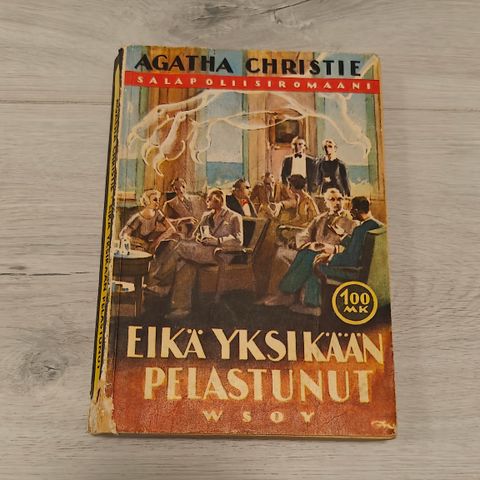 AGATHA CHRISTIE
SALAPOLIISIROMAANI
100
MK
EIKÄ YKSIKÄÄN
PELASTUNUT
WSOY